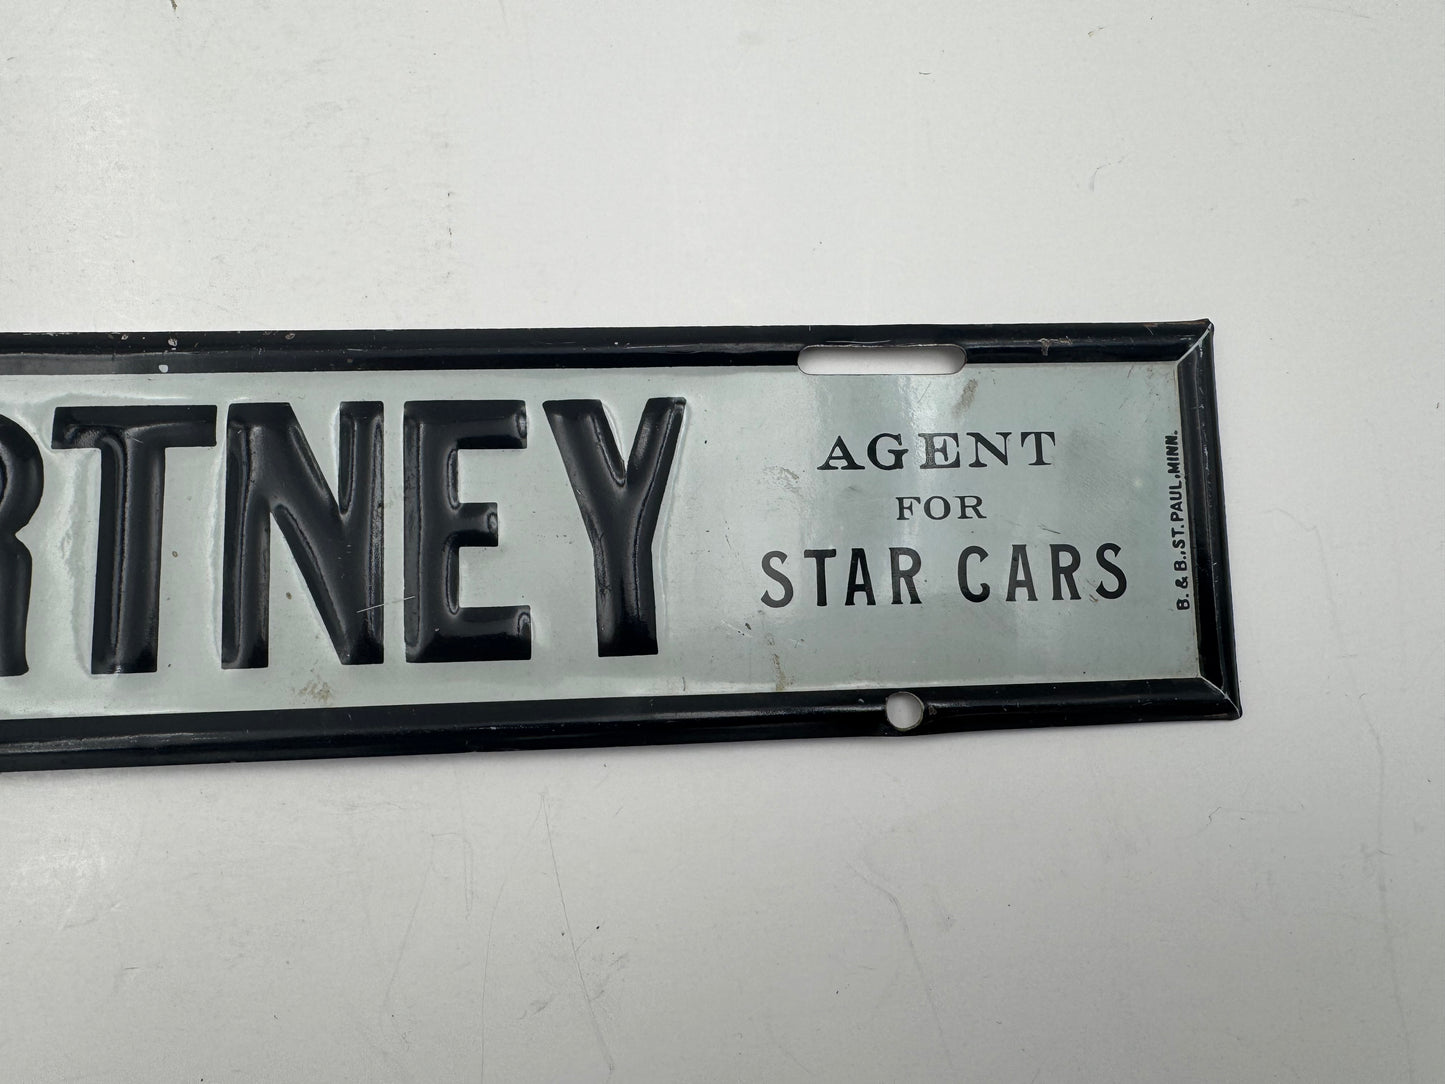 RTNEY
AGENT
FOR
STAR CARS
B. & B., ST. PAUL, MINN.